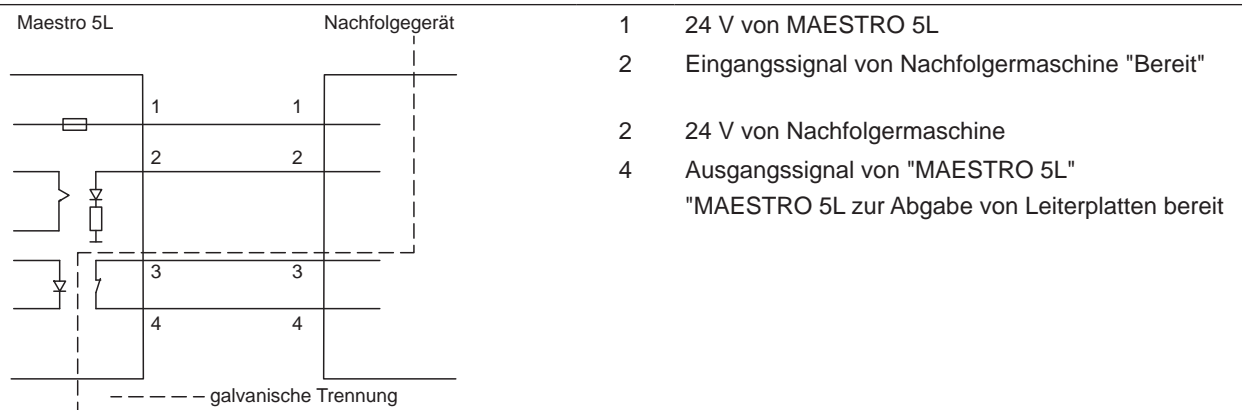 Maestro 5L Nachfolgegerät
1 1
2 2
3 3
4 4
galvanische Trennung
1 24 V von MAESTRO 5L
2 Eingangssignal von Nachfolgermaschine "Bereit"
2 24 V von Nachfolgermaschine
4 Ausgangssignal von "MAESTRO 5L"
"MAESTRO 5L zur Abgabe von Leiterplatten bereit